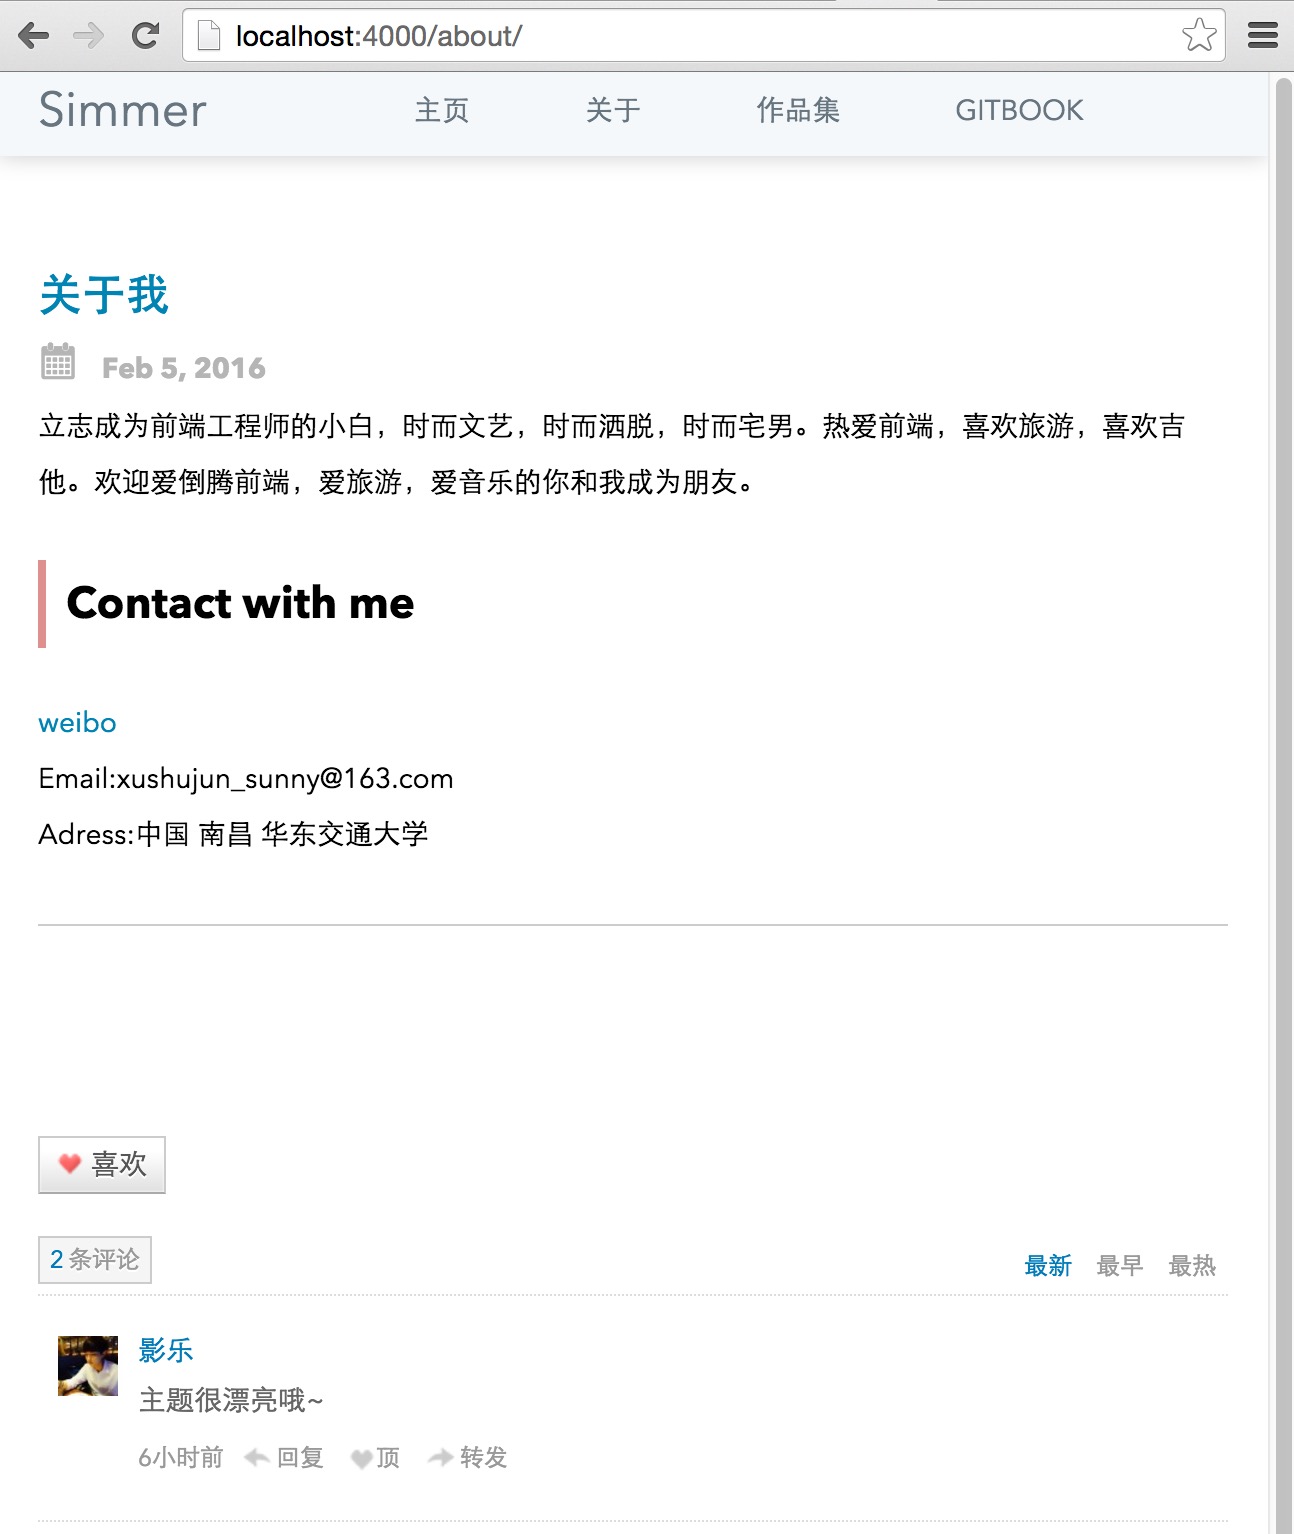 localhost:4000/about/
Simmer 主页 关于 作品集 GITBOOK
关于我
Feb 5, 2016
立志成为前端工程师的小白，时而文艺，时而洒脱，时而宅男。热爱前端，喜欢旅游，喜欢吉
他。欢迎爱倒腾前端，爱旅游，爱音乐的你和我成为朋友。
Contact with me
weibo
Email:xushujun_sunny@163.com
Adress:中国 南昌 华东交通大学
喜欢
2 条评论 最新 最早 最热
影乐
主题很漂亮哦~
6小时前 回复 顶 转发